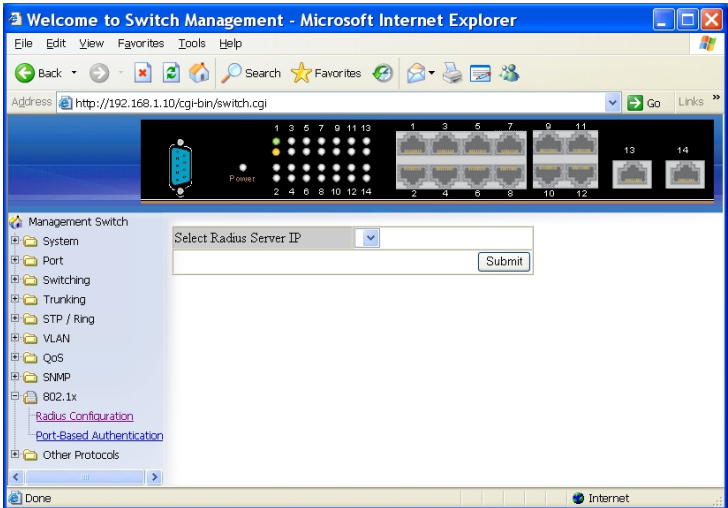 Welcome to Switch Management - Microsoft Internet Explorer
File Edit View Favorites Tools Help
Back Search Favorites
Address http://192.168.1.10/cgi-bin/switch.cgi Go Links »
1 3 5 7 9 11 13
Power
2 4 6 8 10 12 14
1 3 5 7 9 11
13 14
2 4 6 8 10 12
Management Switch
System
Port
Switching
Trunking
STP / Ring
VLAN
QoS
SNMP
802.1x
Radius Configuration
Port-Based Authentication
Other Protocols
Select Radius Server IP
Submit
Done Internet